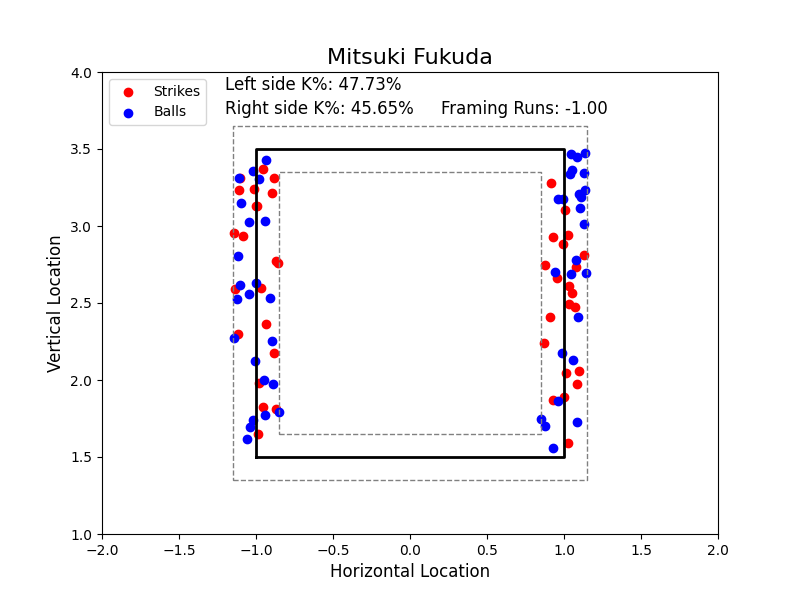 Mitsuki Fukuda
Strikes
Balls
Left side K%: 47.73%
Right side K%: 45.65%
Framing Runs: -1.00
Vertical Location
4.0
3.5
3.0
2.5
2.0
1.5
1.0
−2.0 −1.5 −1.0 −0.5 0.0 0.5 1.0 1.5 2.0
Horizontal Location